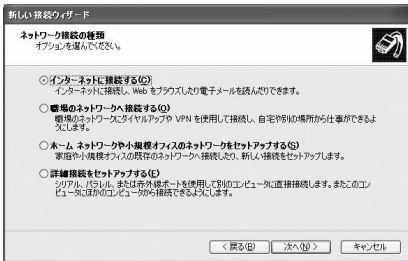 新しい接続ウィザード
ネットワーク接続の種類
オプションを選んでください。
インターネットに接続する(C)
インターネットに接続し、Web をブラウズしたり電子メールを読んだりできます。
職場のネットワークへ接続する(O)
職場のネットワークにダイヤルアップや VPN を使用して接続し、自宅や別の場所から仕事ができるよ
うにします。
ホーム ネットワークや小規模オフィスのネットワークをセットアップする(S)
家庭や小規模オフィスの既存のネットワークへ接続したり、新しい接続をセットアップします。
詳細接続をセットアップする(E)
シリアル、パラレル、または赤外線ポートを使用して別のコンピュータに直接接続します。またこのコン
ピュータにほかのコンピュータから接続できるようにします。
< 戻る(B)
次へ(N) >
キャンセル